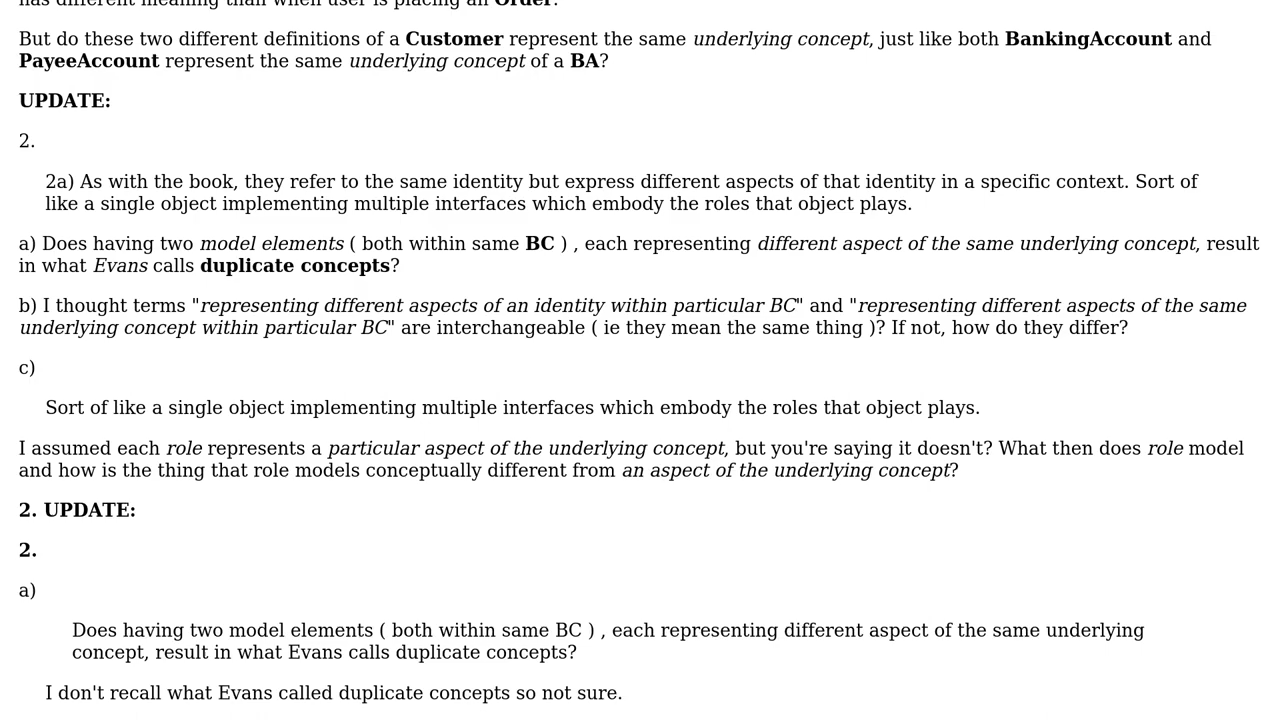 has different meaning than when user is placing an Order.
But do these two different definitions of a Customer represent the same underlying concept, just like both BankingAccount and
PayeeAccount represent the same underlying concept of a BA?
UPDATE:
2.
2a) As with the book, they refer to the same identity but express different aspects of that identity in a specific context. Sort of
like a single object implementing multiple interfaces which embody the roles that object plays.
a) Does having two model elements ( both within same BC ) , each representing different aspect of the same underlying concept, result
in what Evans calls duplicate concepts?
b) I thought terms "representing different aspects of an identity within particular BC" and "representing different aspects of the same
underlying concept within particular BC" are interchangeable ( ie they mean the same thing )? If not, how do they differ?
c)
Sort of like a single object implementing multiple interfaces which embody the roles that object plays.
I assumed each role represents a particular aspect of the underlying concept, but you're saying it doesn't? What then does role model
and how is the thing that role models conceptually different from an aspect of the underlying concept?
2. UPDATE:
2.
a)
Does having two model elements ( both within same BC ) , each representing different aspect of the same underlying
concept, result in what Evans calls duplicate concepts?
I don't recall what Evans called duplicate concepts so not sure.